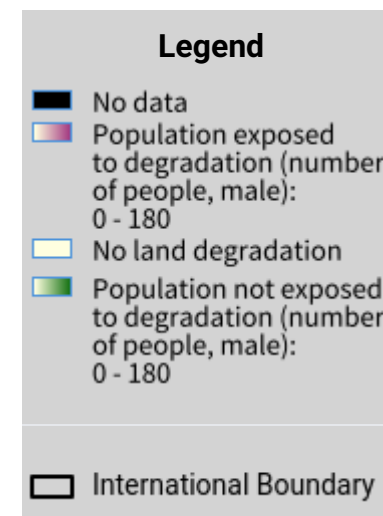 Legend
No data
Population exposed
to degradation (number
of people, male):
0 - 180
No land degradation
Population not exposed
to degradation (number
of people, male):
0 - 180
International Boundary